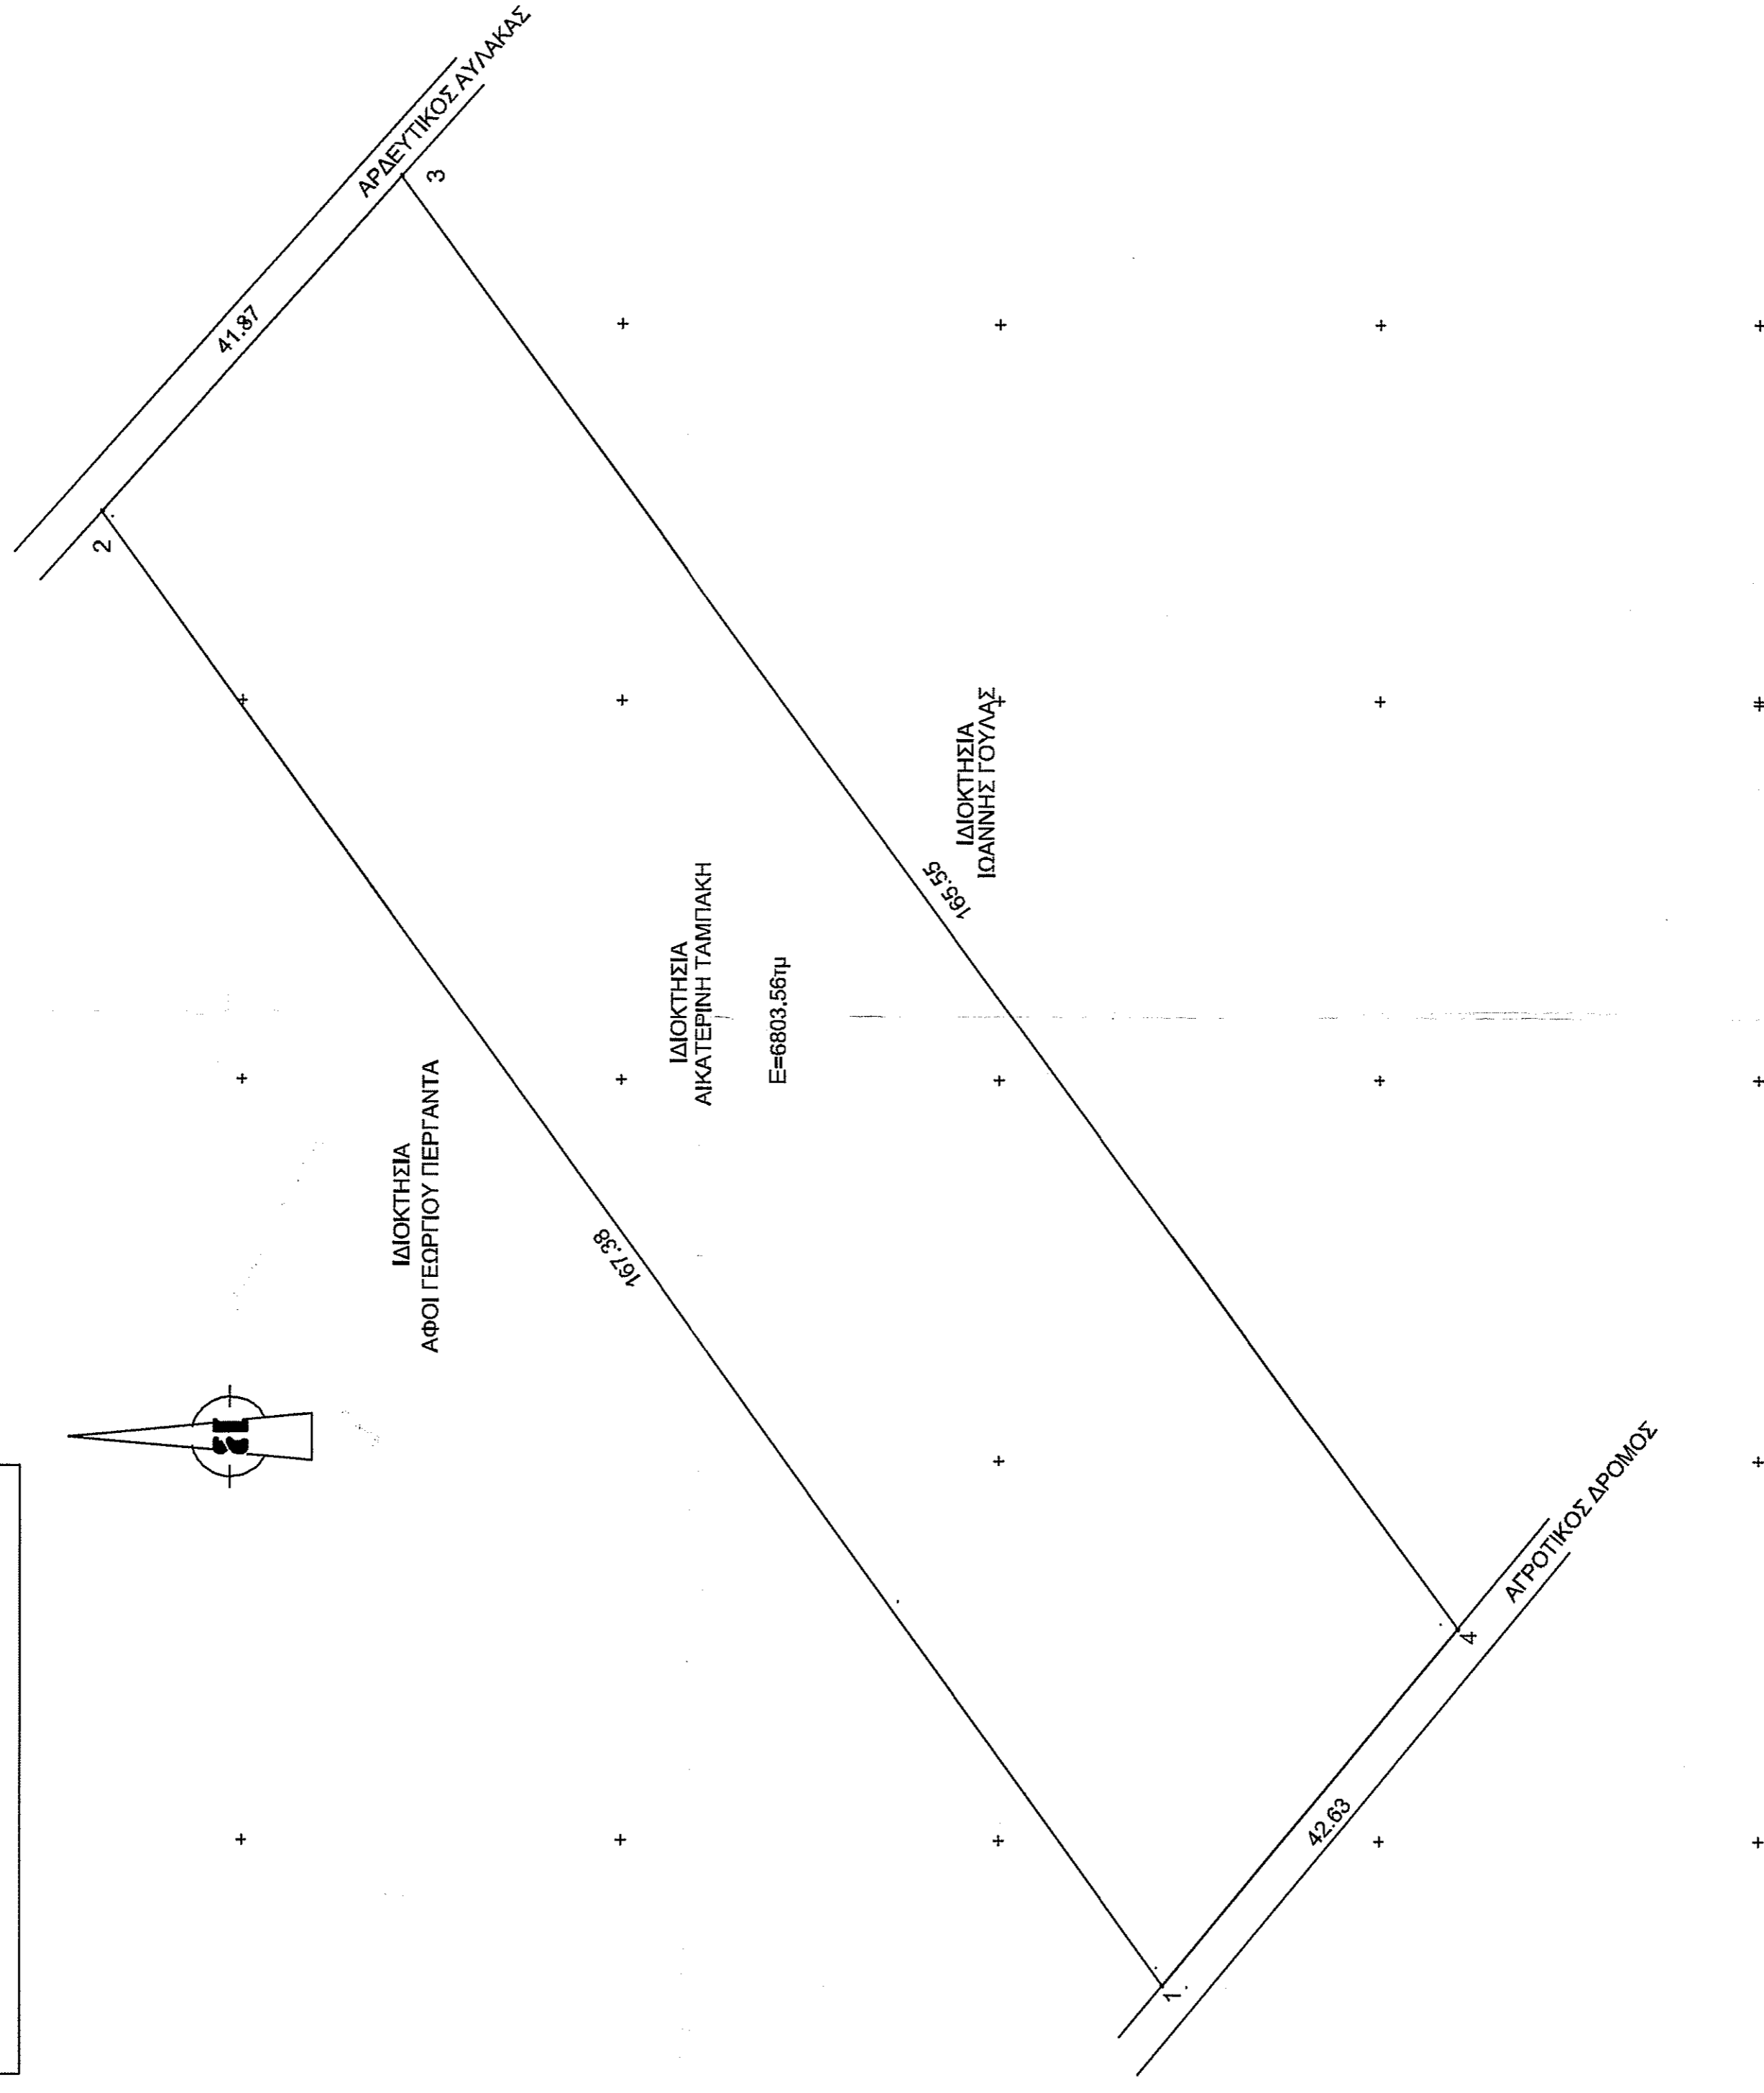 ΑΡΔΕΥΤΙΚΟΣ ΑΥΛΑΚΑΣ
2
3
41.87
ΙΔΙΟΚΤΗΣΙΑ
ΑΦΟΙ ΓΕΩΡΓΙΟΥ ΠΕΡΓΑΝΤΑ
167.38
ΙΔΙΟΚΤΗΣΙΑ
ΑΙΚΑΤΕΡΙΝΗ ΤΑΜΠΑΚΗ
Ε=6803.56τμ
165.55
ΙΔΙΟΚΤΗΣΙΑ
ΙΩΑΝΝΗΣ ΓΟΥΛΑΣ
1
4
42.63
ΑΓΡΟΤΙΚΟΣ ΔΡΟΜΟΣ